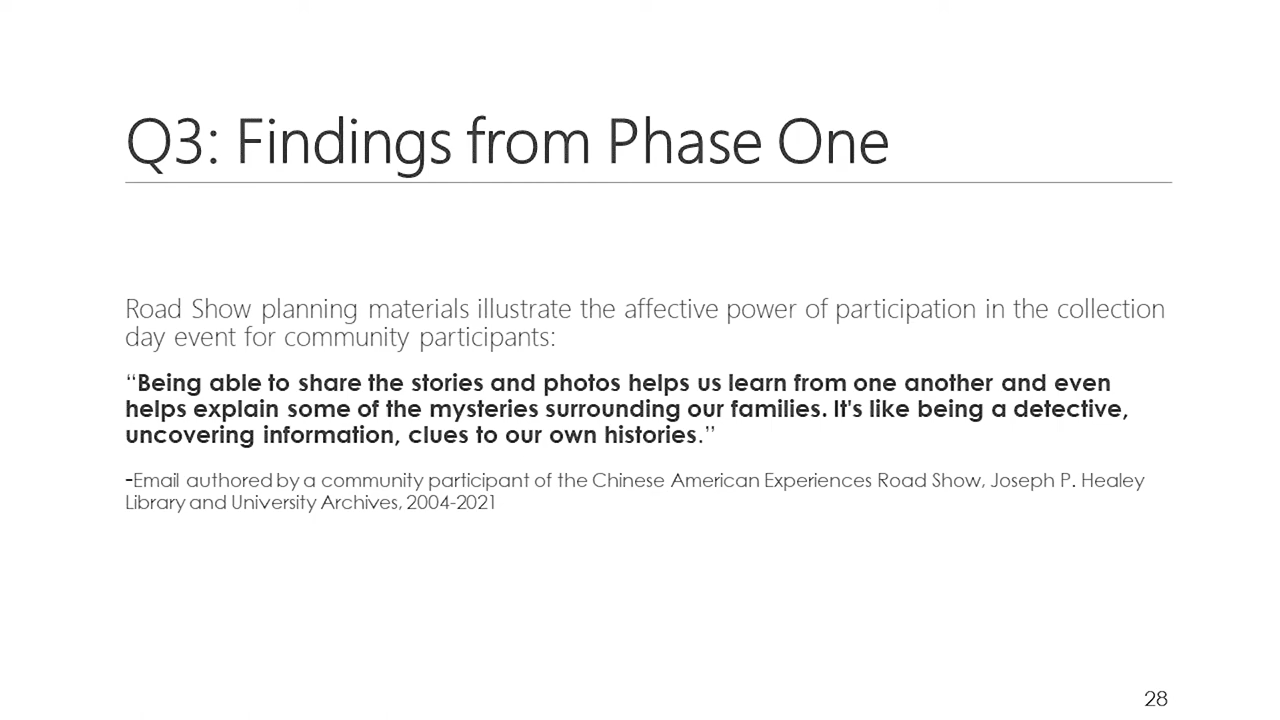 Q3: Findings from Phase One
Road Show planning materials illustrate the affective power of participation in the collection
day event for community participants:
“Being able to share the stories and photos helps us learn from one another and even
helps explain some of the mysteries surrounding our families. It's like being a detective,
uncovering information, clues to our own histories.”
-Email authored by a community participant of the Chinese American Experiences Road Show, Joseph P. Healey
Library and University Archives, 2004-2021
28